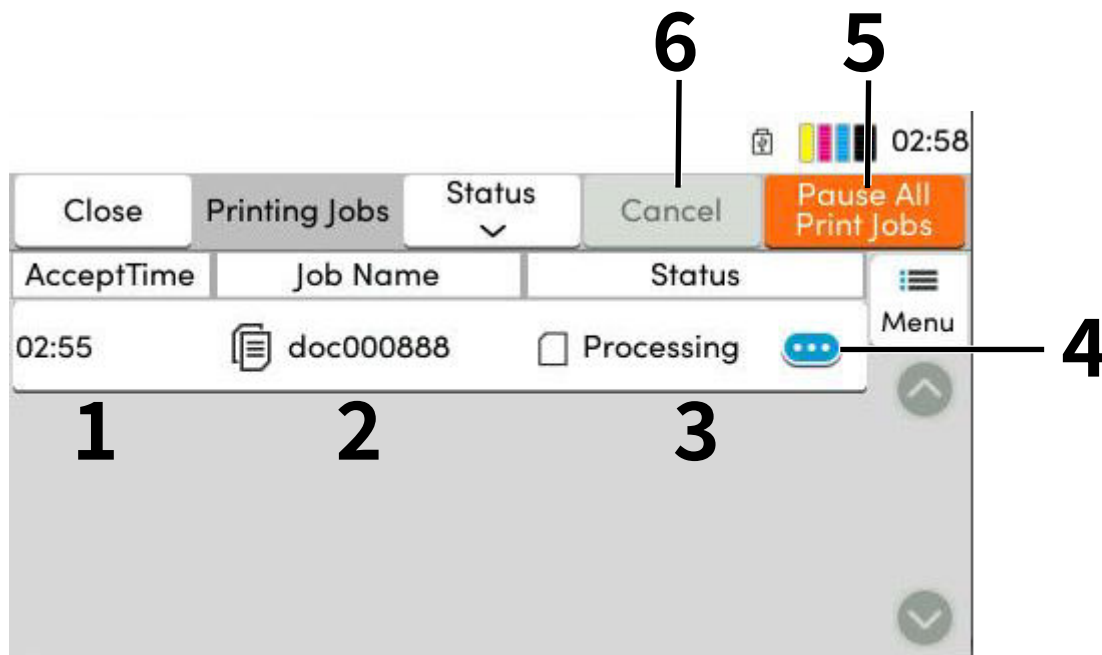 6 5
02:58
Close Printing Jobs Status Cancel Pause All
Print Jobs
AcceptTime Job Name Status
Menu
02:55 doc000888 Processing 4
1 2 3